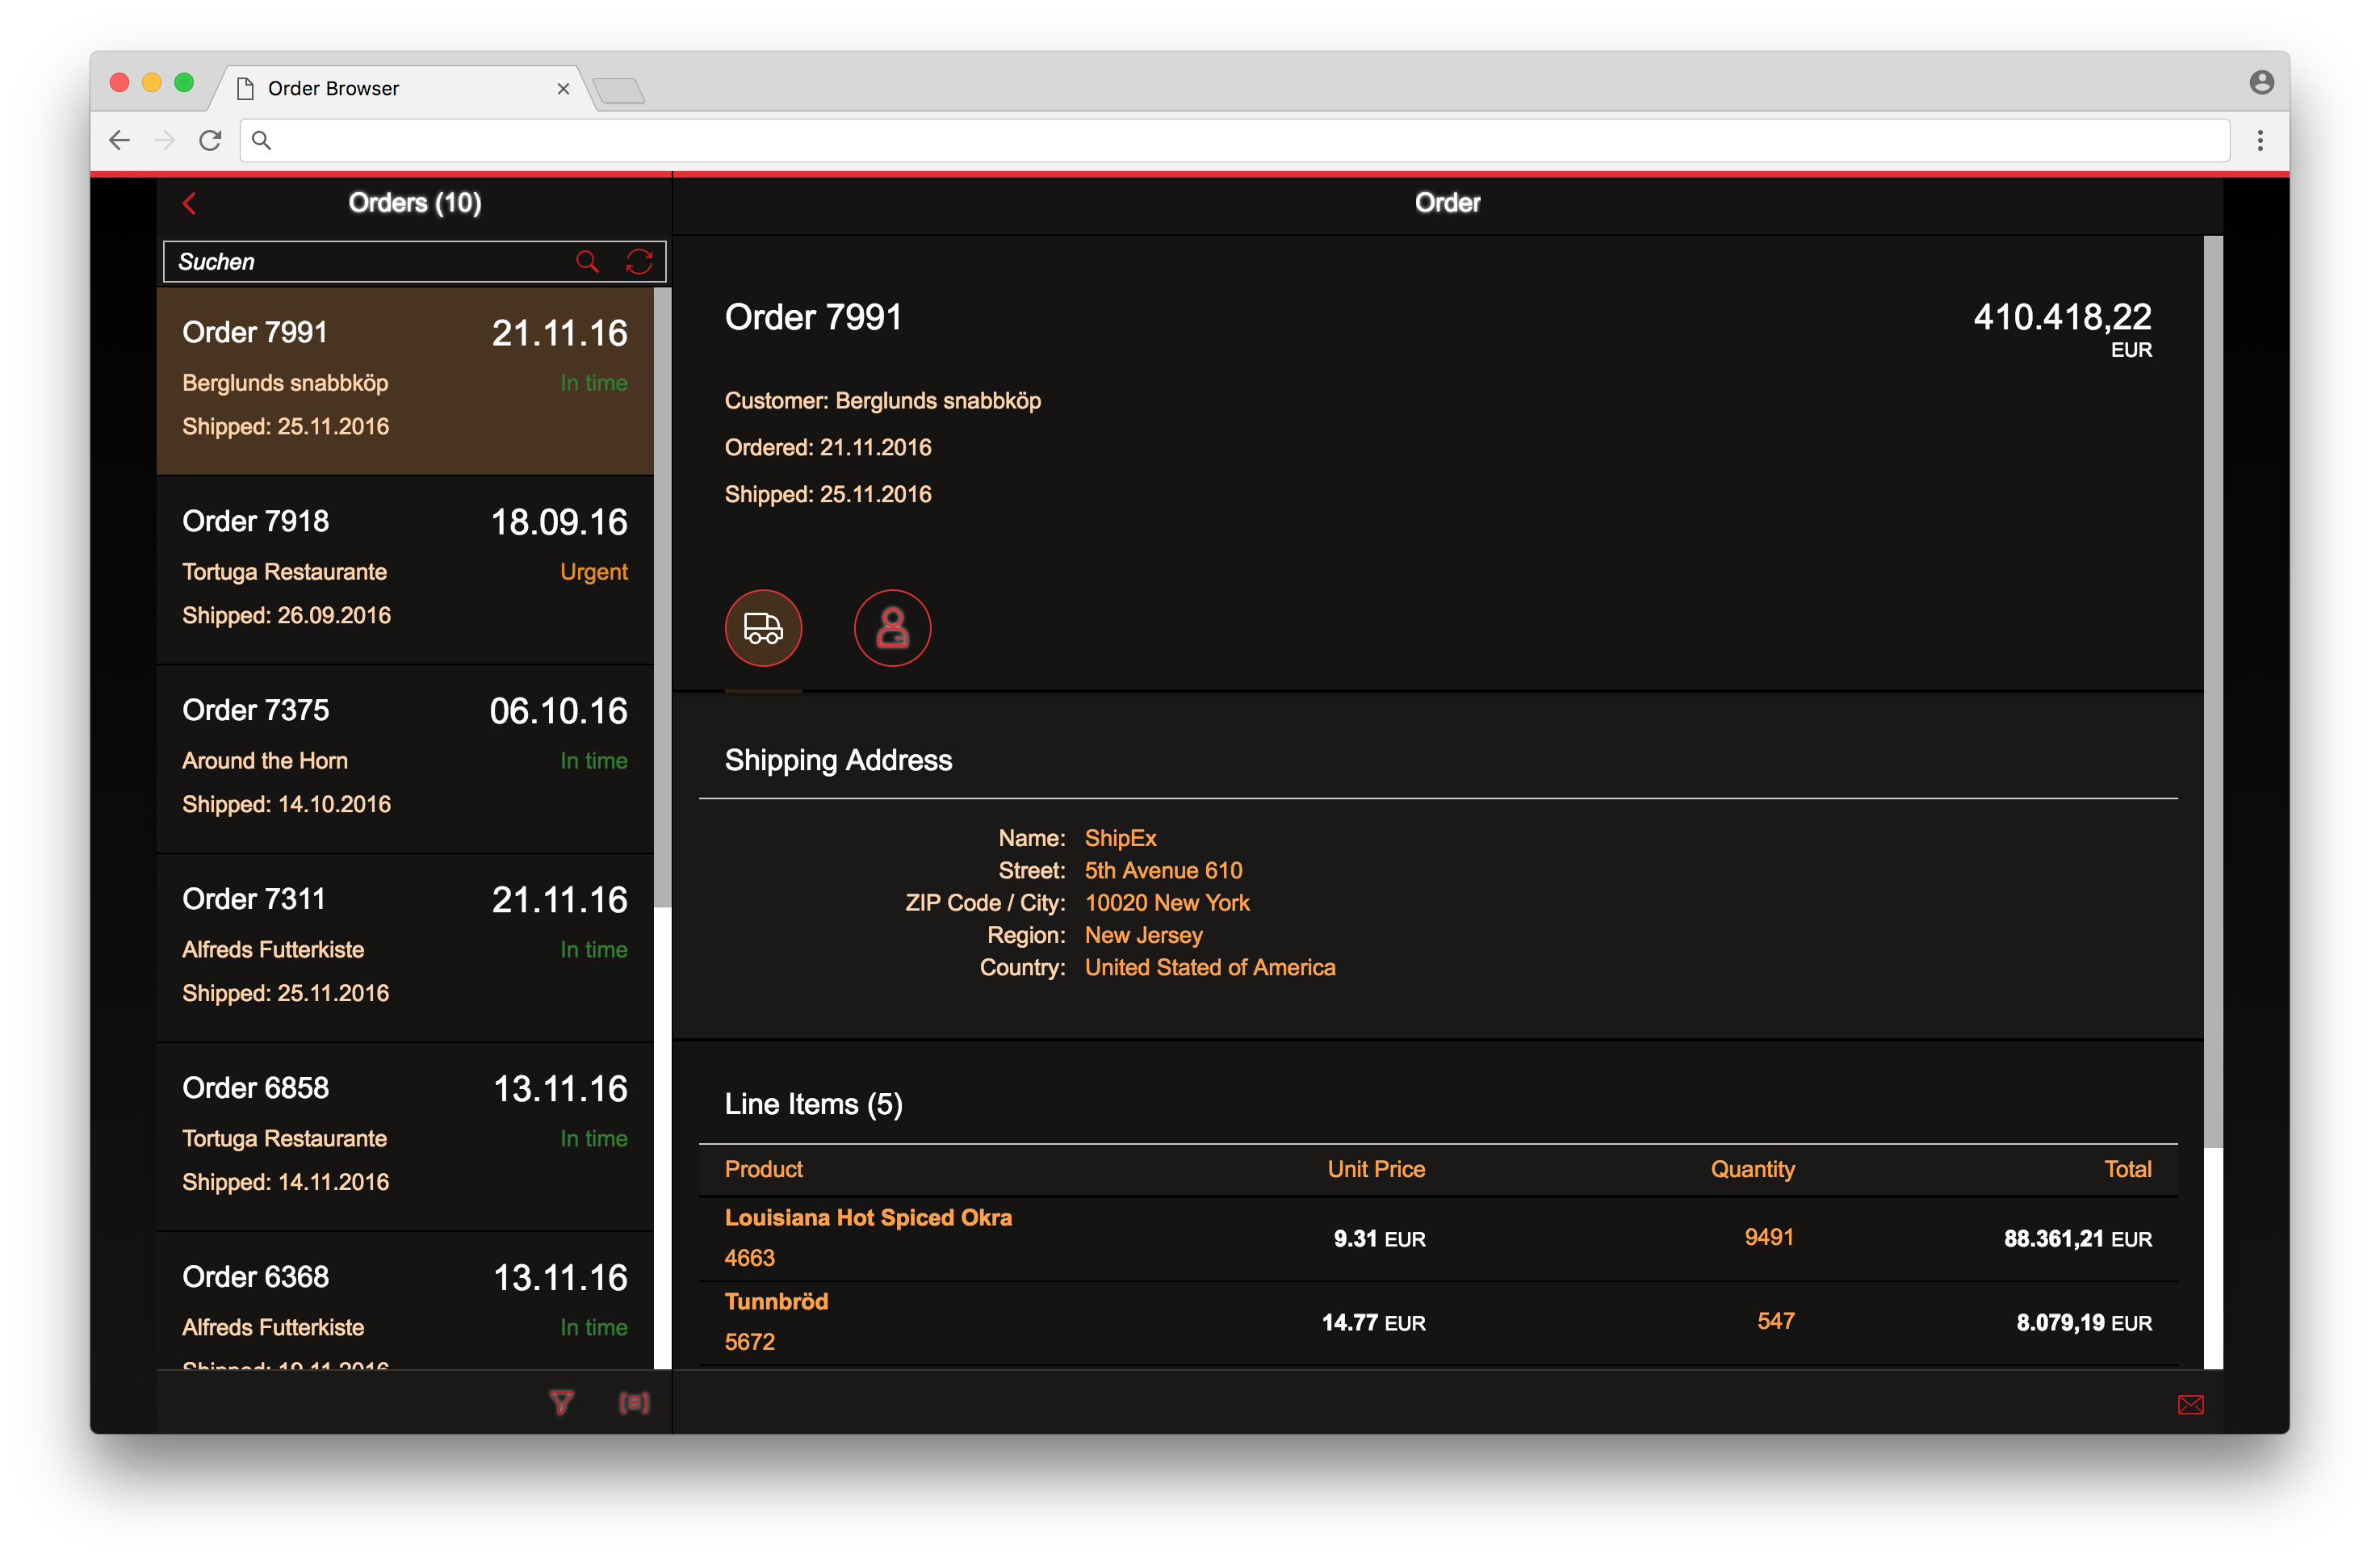 Order Browser
Orders (10)
Suchen
Order 7991 21.11.16
Berglunds snabbköp In time
Shipped: 25.11.2016
Order 7918 18.09.16
Tortuga Restaurante Urgent
Shipped: 26.09.2016
Order 7375 06.10.16
Around the Horn In time
Shipped: 14.10.2016
Order 7311 21.11.16
Alfreds Futterkiste In time
Shipped: 25.11.2016
Order 6858 13.11.16
Tortuga Restaurante In time
Shipped: 14.11.2016
Order 6368 13.11.16
Alfreds Futterkiste In time
Shipped: 19.11.2016
Order
Order 7991 410.418,22
EUR
Customer: Berglunds snabbköp
Ordered: 21.11.2016
Shipped: 25.11.2016
Shipping Address
Name: ShipEx
Street: 5th Avenue 610
ZIP Code / City: 10020 New York
Region: New Jersey
Country: United Stated of America
Line Items (5)
Product Unit Price Quantity Total
Louisiana Hot Spiced Okra
4663 9.31 EUR 9491 88.361,21 EUR
Tunnbröd
5672 14.77 EUR 547 8.079,19 EUR